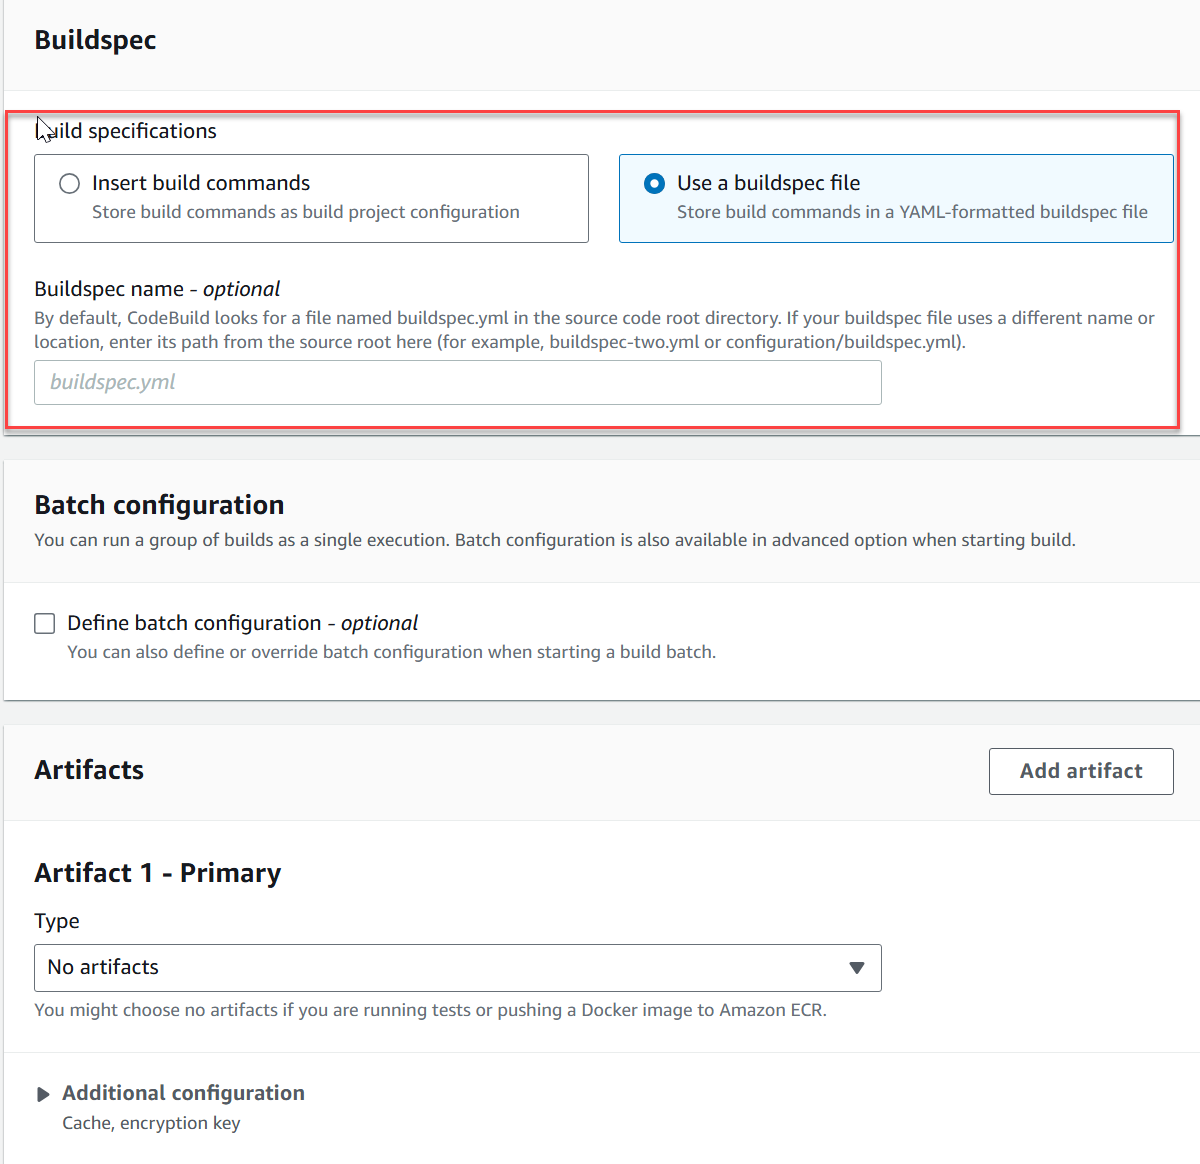 Buildspec
Build specifications
Insert build commands
Store build commands as build project configuration
Use a buildspec file
Store build commands in a YAML-formatted buildspec file
Buildspec name - optional
By default, CodeBuild looks for a file named buildspec.yml in the source code root directory. If your buildspec file uses a different name or
location, enter its path from the source root here (for example, buildspec-two.yml or configuration/buildspec.yml).
buildspec.yml
Batch configuration
You can run a group of builds as a single execution. Batch configuration is also available in advanced option when starting build.
Define batch configuration - optional
You can also define or override batch configuration when starting a build batch.
Artifacts
Add artifact
Artifact 1 - Primary
Type
No artifacts
You might choose no artifacts if you are running tests or pushing a Docker image to Amazon ECR.
Additional configuration
Cache, encryption key